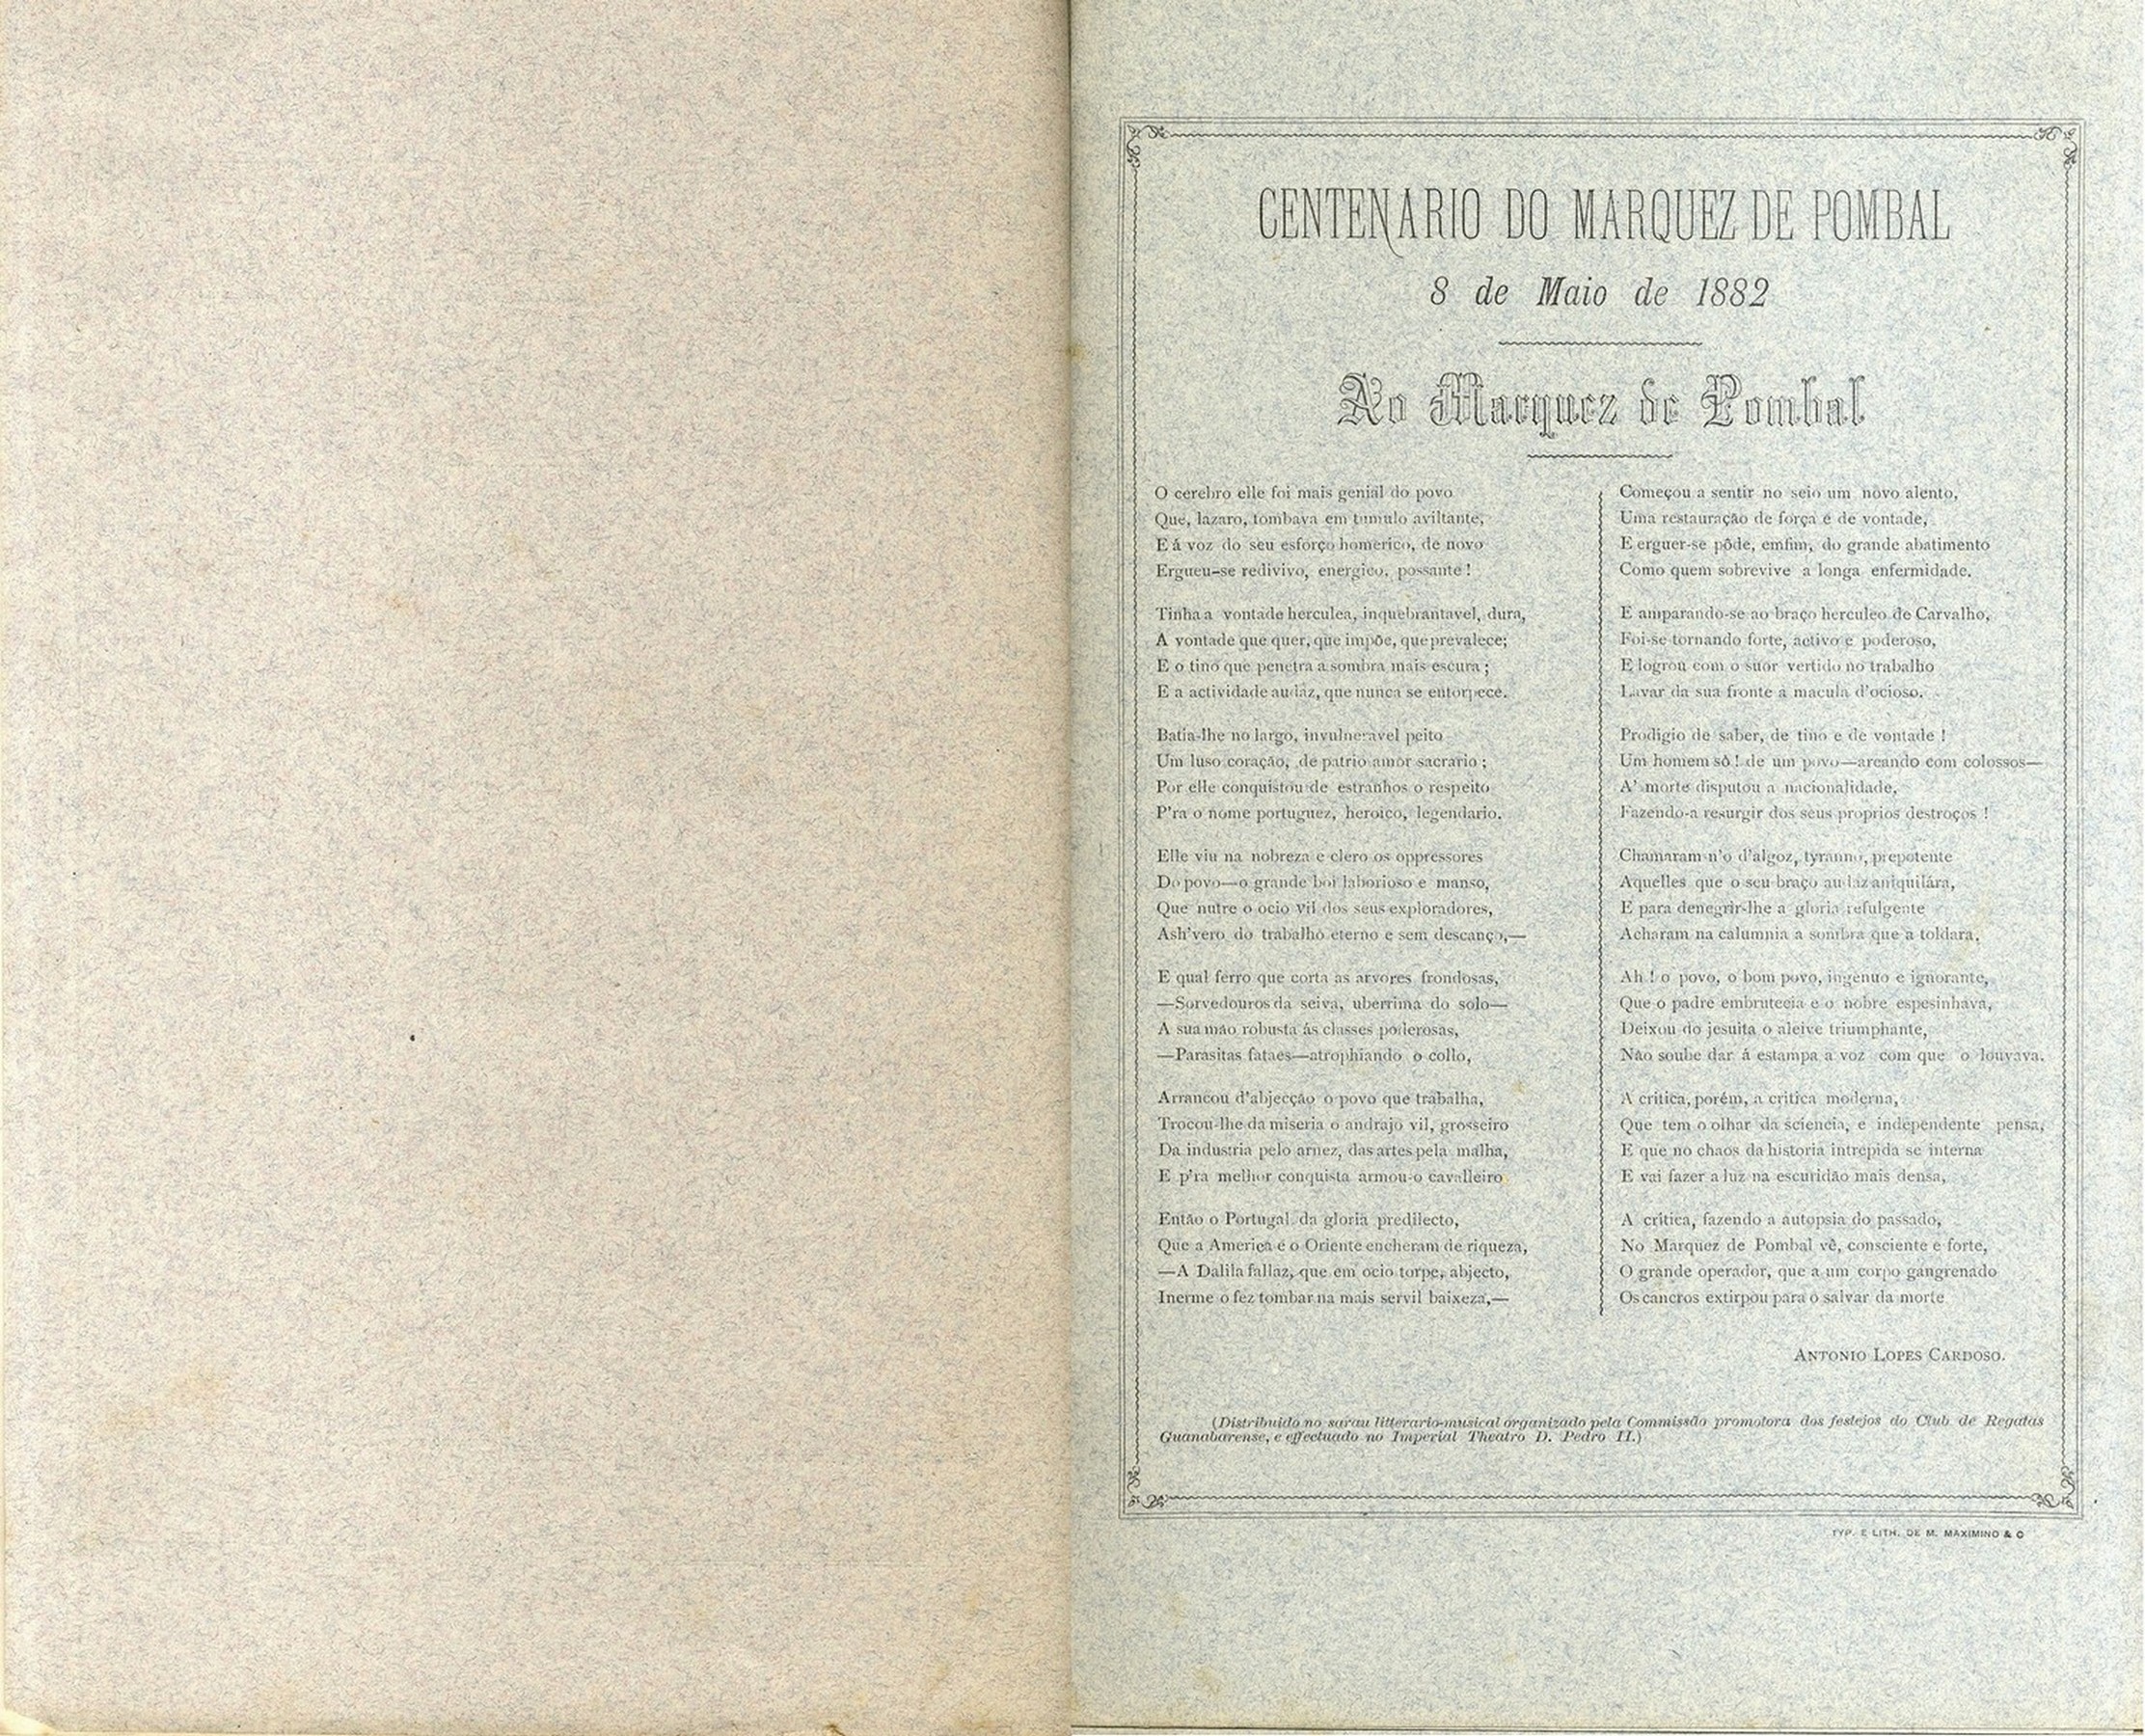 CENTENARIO DO MARQUEZ DE POMBAL
8 de Maio de 1882
Ao Marquez de Pombal
O cerebro elle foi mais genial do povo
Que, lazaro, tombava em tumulo aviltante,
E á voz do seu esforço homerico, de novo
Ergueu-se redivivo, energico, possante!
Tinha a vontade herculea, inquebrantavel, dura,
A vontade que quer, que impõe, que prevalece;
E o tino que penetra a sombra mais escura;
E a actividade audaz, que nunca se entorpece.
Batia-lhe no largo, invulneravel peito
Um luso coração, de patrio amor sacrario;
Por elle conquistou de estranhos o respeito
P'ra o nome portuguez, heroico, legendario.
Elle viu na nobreza e clero os oppressores
Do povo—o grande boi laborioso e manso,
Que nutre o ocio vil dos seus exploradores,
Ash'vero do trabalho eterno e sem descanço,—
E qual ferro que corta as arvores frondosas,
—Sorvedouros da seiva, uberrima do solo—
A sua mão robusta ás classes poderosas,
—Parasitas fataes—atrophiando o collo,
Arrancou d'abjecção o povo que trabalha,
Trocou-lhe da miseria o andrajo vil, grosseiro
Da industria pelo arnez, das artes pela malha,
E p'ra melhor conquista armou-o cavalleiro
Então o Portugal da gloria predilecto,
Que a America e o Oriente encheram de riqueza,
—A Dalila fallaz, que em ocio torpe, abjecto,
Inerme o fez tombar na mais servil baixeza,—
Começou a sentir no seio um novo alento,
Uma restauração de força e de vontade,
E erguer-se pôde, emfim, do grande abatimento
Como quem sobrevive a longa enfermidade.
E amparando-se ao braço herculeo de Carvalho,
Foi-se tornando forte, activo e poderoso,
E logrou com o suor vertido no trabalho
Lavar da sua fronte a macula d'ocioso.
Prodigio de saber, de tino e de vontade!
Um homem só! de um povo—arcando com colossos—
A' morte disputou a nacionalidade,
Fazendo-a resurgir dos seus proprios destroços!
Chamaram-n'o d'algoz, tyranno, prepotente
Aquelles que o seu braço audaz aniquilára,
E para denegrir-lhe a gloria refulgente
Acharam na calumnia a sombra que a toldara.
Ah! o povo, o bom povo, ingenuo e ignorante,
Que o padre embrutecia e o nobre espesinhava,
Deixou do jesuita o aleive triumphante,
Não soube dar á estampa a voz com que o louvava.
A critica, porém, a critica moderna,
Que tem o olhar da sciencia, e independente pensa,
E que no chaos da historia intrepida se interna
E vai fazer a luz na escuridão mais densa,
A critica, fazendo a autopsia do passado,
No Marquez de Pombal vê, consciente e forte,
O grande operador, que a um corpo gangrenado
Os cancros extirpou para o salvar da morte
ANTONIO LOPES CARDOSO.
(Distribuido no sarau litterario-musical organizado pela Commissão promotora dos festejos do Club de Regatas
Guanabarense, e effectuado no Imperial Theatro D. Pedro II.)
TYP. E LITH. DE M. MAXIMINO & C